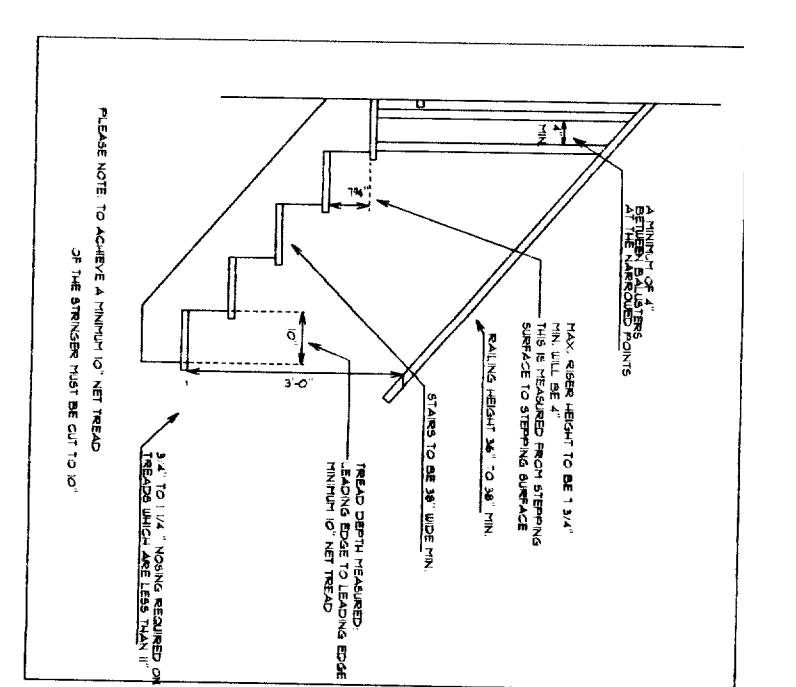 A MINIMUM OF 4"
BETWEEN BALUSTERS
AT THE NARROWED POINTS
4"
MIN.
MAX. RISER HEIGHT TO BE 7 3/4"
MIN. WILL BE 4"
THIS IS MEASURED FROM STEPPING
SURFACE TO STEPPING SURFACE
RAILING HEIGHT 36" TO 38" MIN.
STAIRS TO BE 38" WIDE MIN.
7¾"
10"
3'-0"
TREAD DEPTH MEASURED:
LEADING EDGE TO LEADING EDGE
MINIMUM 10" NET TREAD
3/4" TO 1 1/4" NOSING REQUIRED ON
TREADS WHICH ARE LESS THAN 11"
PLEASE NOTE: TO ACHIEVE A MINIMUM 10" NET TREAD
OF THE STRINGER MUST BE CUT TO 10"